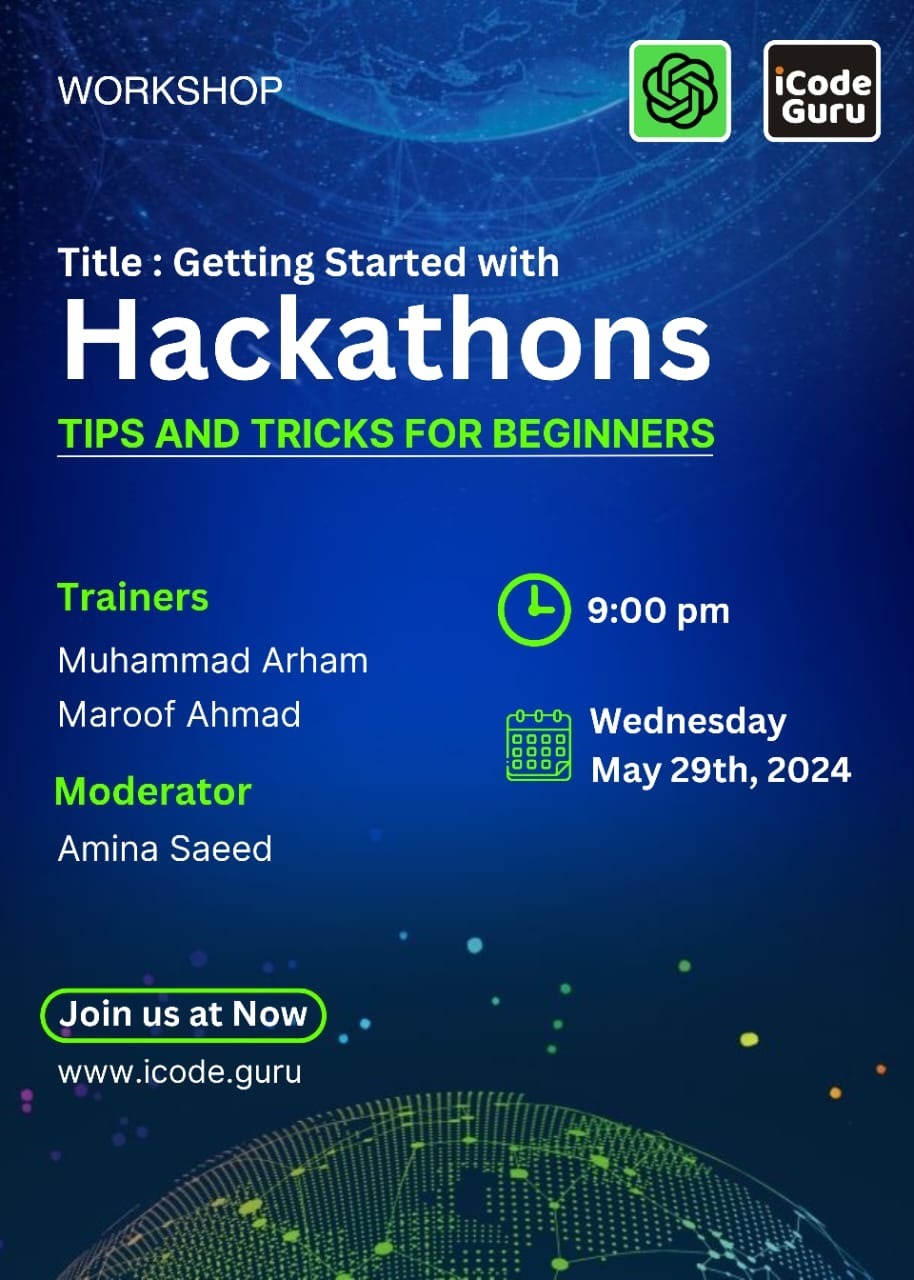 WORKSHOP
iCode
Guru
Title : Getting Started with
Hackathons
TIPS AND TRICKS FOR BEGINNERS
Trainers
Muhammad Arham
Maroof Ahmad
Moderator
Amina Saeed
9:00 pm
Wednesday
May 29th, 2024
Join us at Now
www.icode.guru